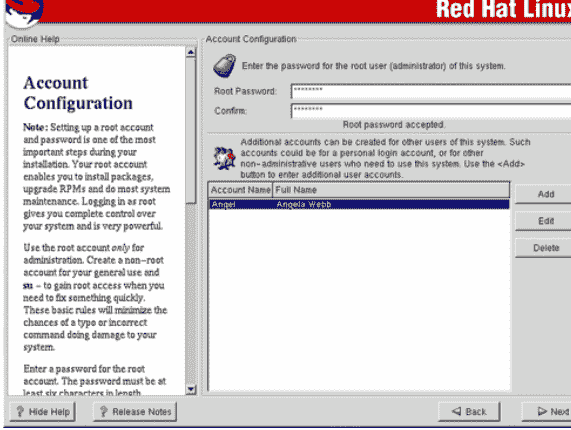 Red Hat Linux
Online Help
Account
Configuration
Note: Setting up a root account
and password is one of the most
important steps during your
installation. Your root account
enables you to install packages,
upgrade RPMs and do most system
maintenance. Logging in as root
gives you complete control over
your system and is very powerful.
Use the root account only for
administration. Create a non-root
account for your general use and
su - to gain root access when you
need to fix something quickly.
These basic rules will minimize the
chances of a typo or incorrect
command doing damage to your
system.
Enter a password for the root
account. The password must be at
least six characters in length
Account Configuration
Enter the password for the root user (administrator) of this system.
Root Password: ********
Confirm: ********
Root password accepted.
Additional accounts can be created for other users of this system. Such
accounts could be for a personal login account, or for other
non-administrative users who need to use this system. Use the <Add>
button to enter additional user accounts.
Account Name Full Name
Angel Angela Webb
Add
Edit
Delete
Hide Help
Release Notes
Back
Next